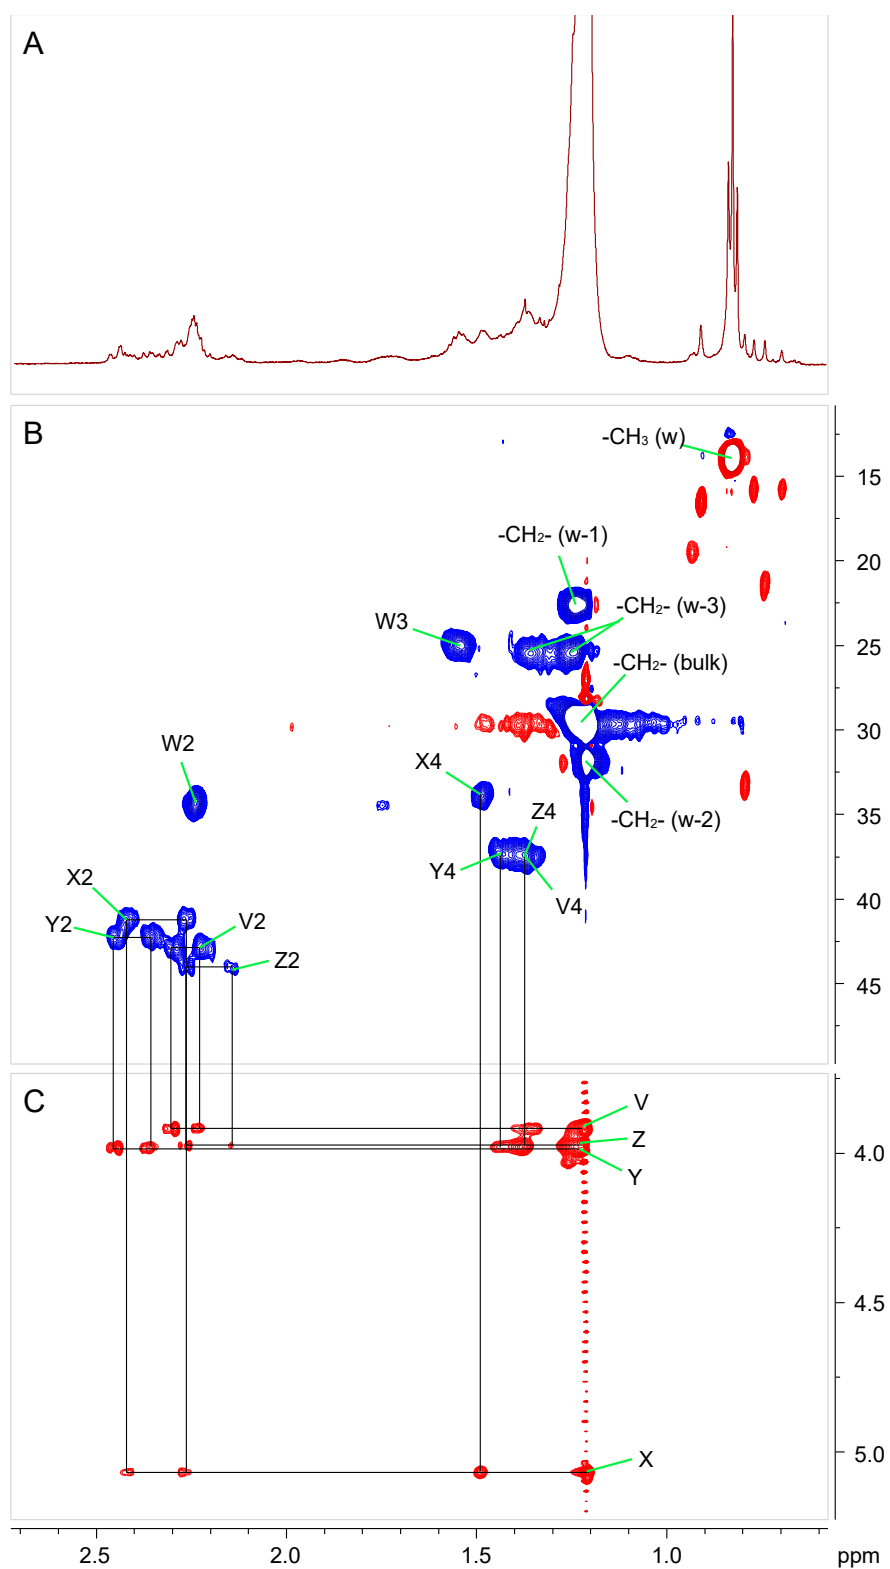 A
B
-CH3 (w)
15
-CH2- (w-1)
20
-CH2- (w-3)
W3
25
-CH2- (bulk)
30
W2
X4
Z4
-CH2- (w-2)
35
Y4
X2
V4
40
Y2
V2
Z2
45
C
V
Z
4.0
Y
4.5
X
5.0
2.5
2.0
1.5
1.0
ppm